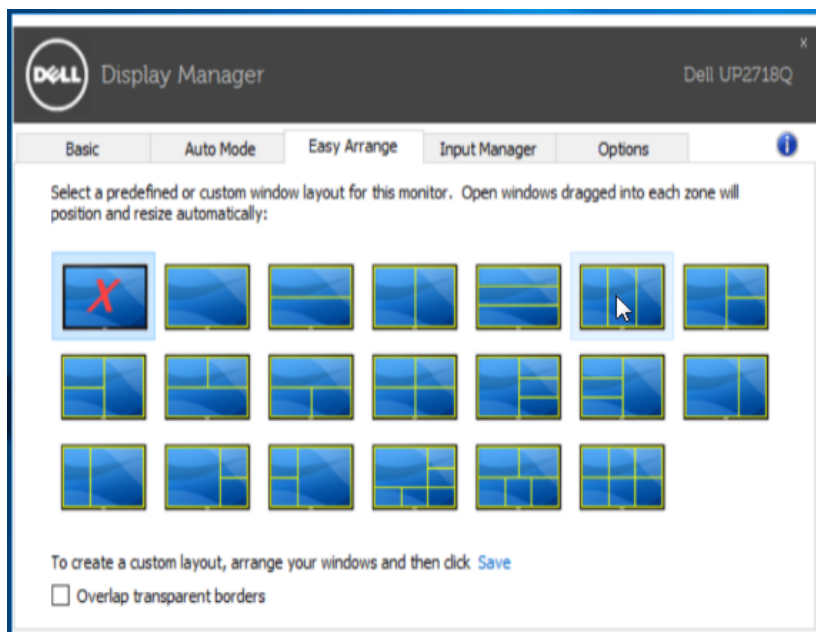 x
DELL Display Manager Dell UP2718Q
Basic Auto Mode Easy Arrange Input Manager Options i
Select a predefined or custom window layout for this monitor. Open windows dragged into each zone will
position and resize automatically:
X
To create a custom layout, arrange your windows and then click Save
Overlap transparent borders